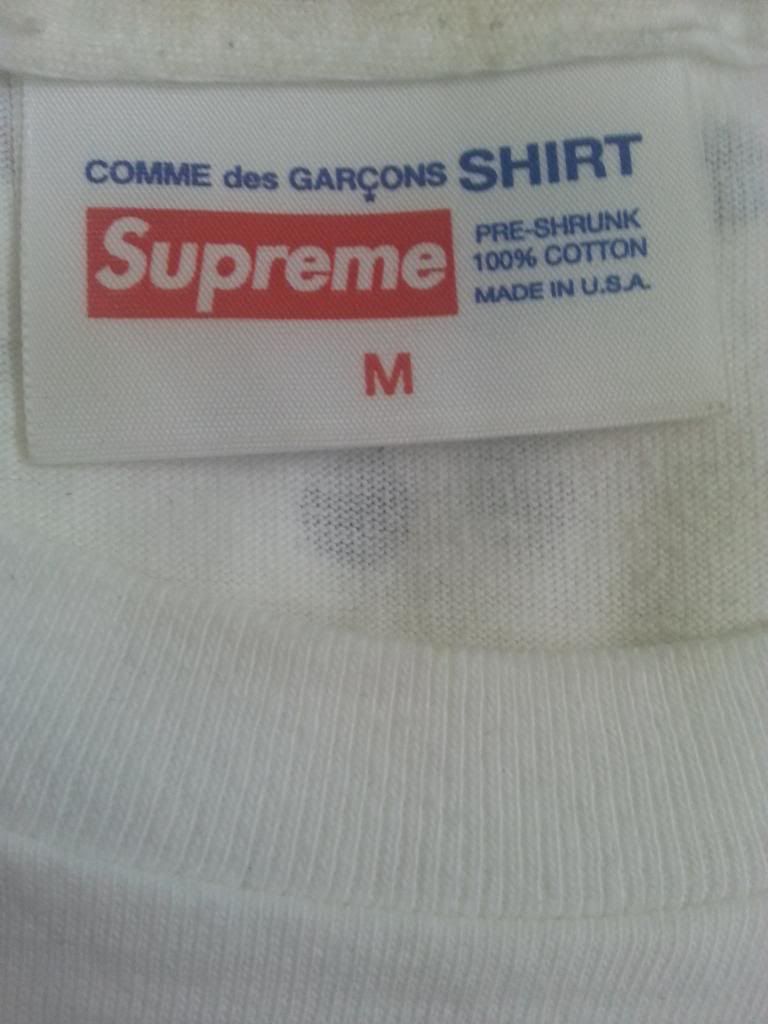 COMME des GARÇONS SHIRT
Supreme
PRE-SHRUNK
100% COTTON
MADE IN U.S.A.
M